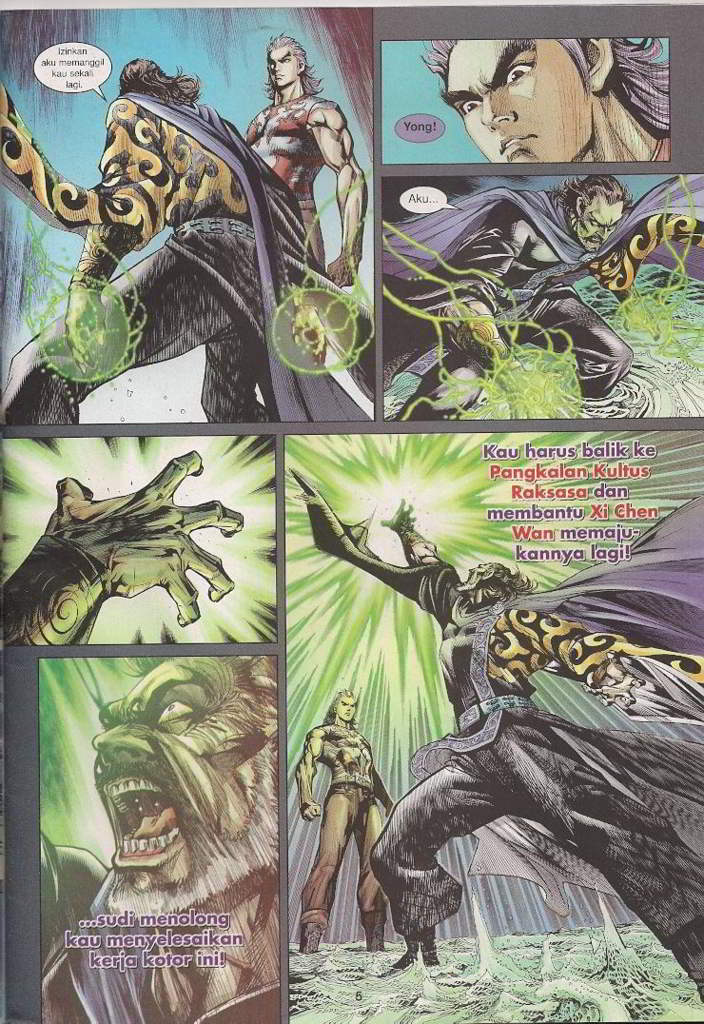 Izinkan
aku memanggil
kau sekali
lagi.
Yong!
Aku...
Kau harus balik ke
Pangkalan Kultus
Raksasa dan
membantu Xi Chen
Wan memaju-
kannya lagi!
...sudi menolong
kau menyelesaikan
kerja kotor ini!
5